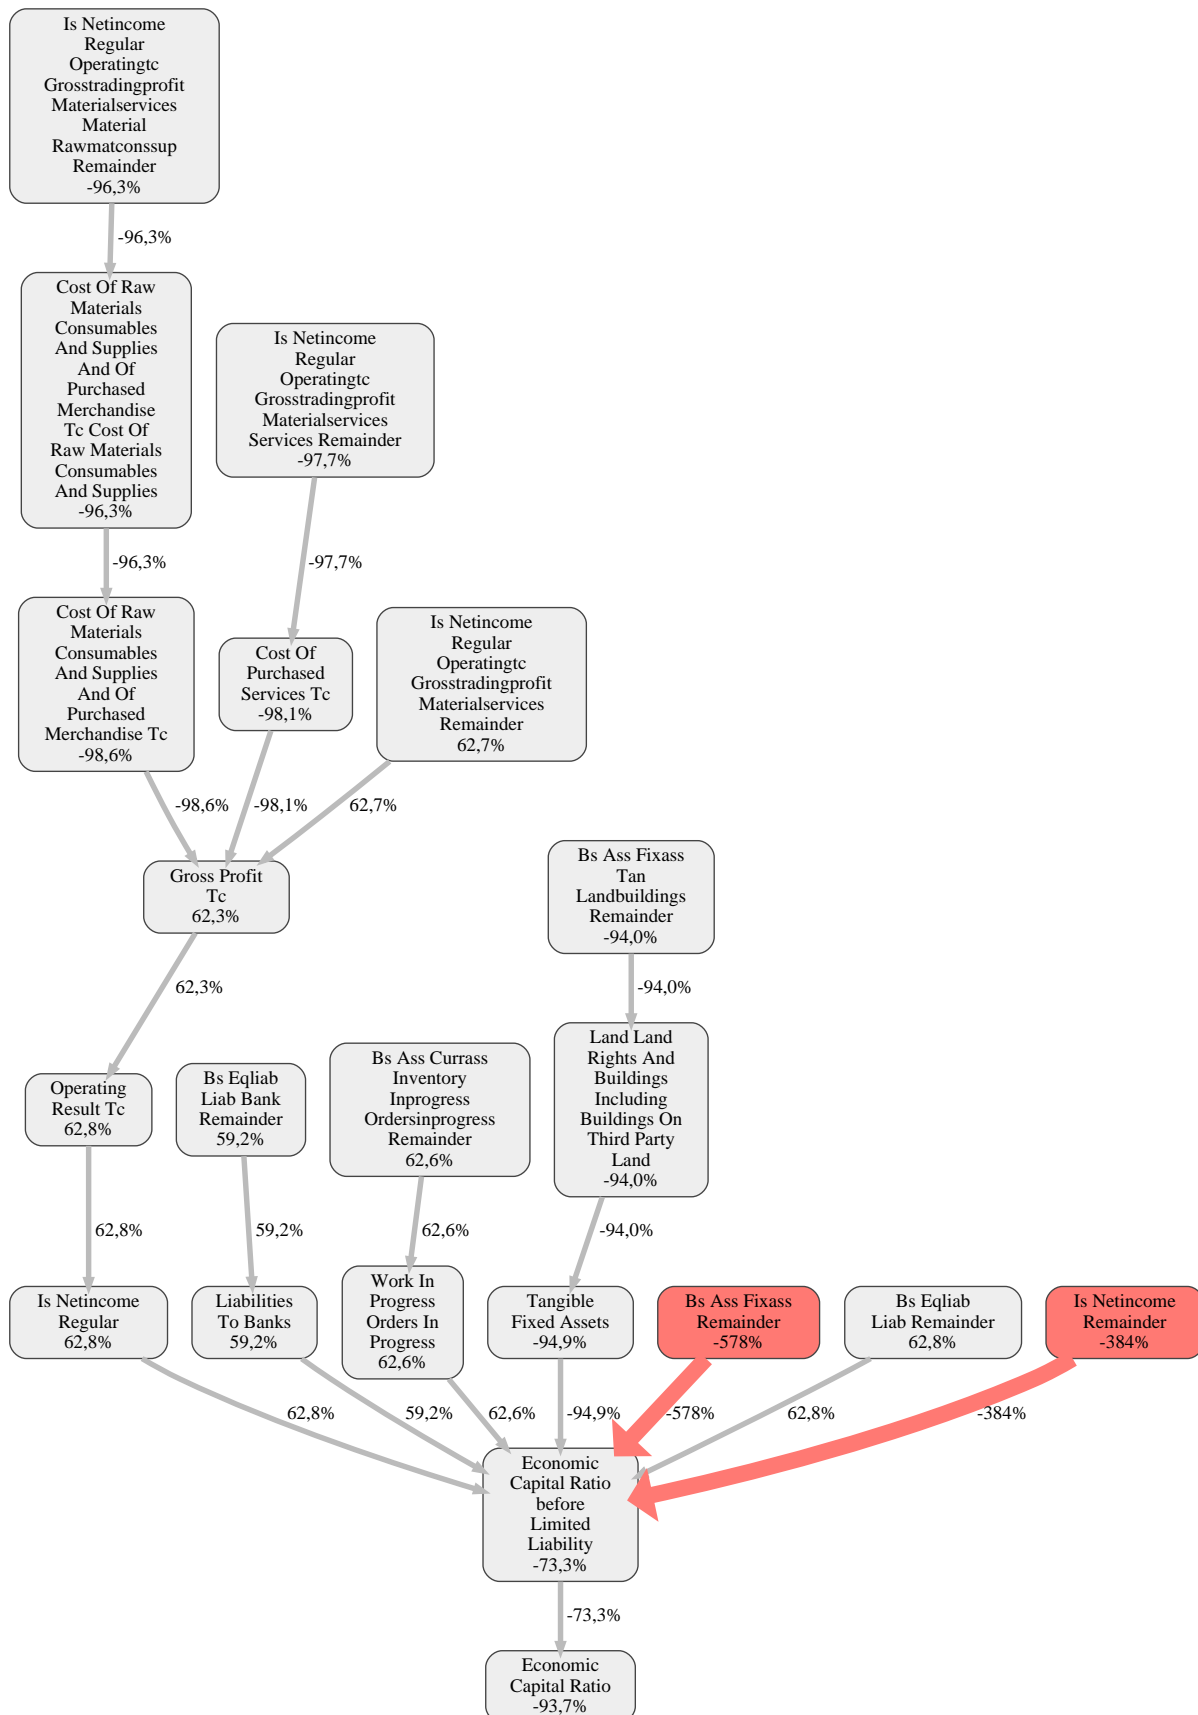 Is Netincome
Regular
Operatingtc
Grosstradingprofit
Materialservices
Material
Rawmatconssup
Remainder
-96,3%
-96,3%
Cost Of Raw
Materials
Consumables
And Supplies
And Of
Purchased
Merchandise
Tc Cost Of
Raw Materials
Consumables
And Supplies
-96,3%
Is Netincome
Regular
Operatingtc
Grosstradingprofit
Materialservices
Services Remainder
-97,7%
-96,3%
-97,7%
Cost Of Raw
Materials
Consumables
And Supplies
And Of
Purchased
Merchandise Tc
-98,6%
Cost Of
Purchased
Services Tc
-98,1%
Is Netincome
Regular
Operatingtc
Grosstradingprofit
Materialservices
Remainder
62,7%
-98,6%
-98,1%
62,7%
Gross Profit
Tc
62,3%
Bs Ass Fixass
Tan
Landbuildings
Remainder
-94,0%
62,3%
-94,0%
Operating
Result Tc
62,8%
Bs Eqliab
Liab Bank
Remainder
59,2%
Bs Ass Currass
Inventory
Inprogress
Ordersinprogress
Remainder
62,6%
Land Land
Rights And
Buildings
Including
Buildings On
Third Party
Land
-94,0%
62,8%
59,2%
62,6%
-94,0%
Is Netincome
Regular
62,8%
Liabilities
To Banks
59,2%
Work In
Progress
Orders In
Progress
62,6%
Tangible
Fixed Assets
-94,9%
Bs Ass Fixass
Remainder
-578%
Bs Eqliab
Liab Remainder
62,8%
Is Netincome
Remainder
-384%
62,8%
59,2%
62,6%
-94,9%
-578%
62,8%
-384%
Economic
Capital Ratio
before
Limited
Liability
-73,3%
-73,3%
Economic
Capital Ratio
-93,7%